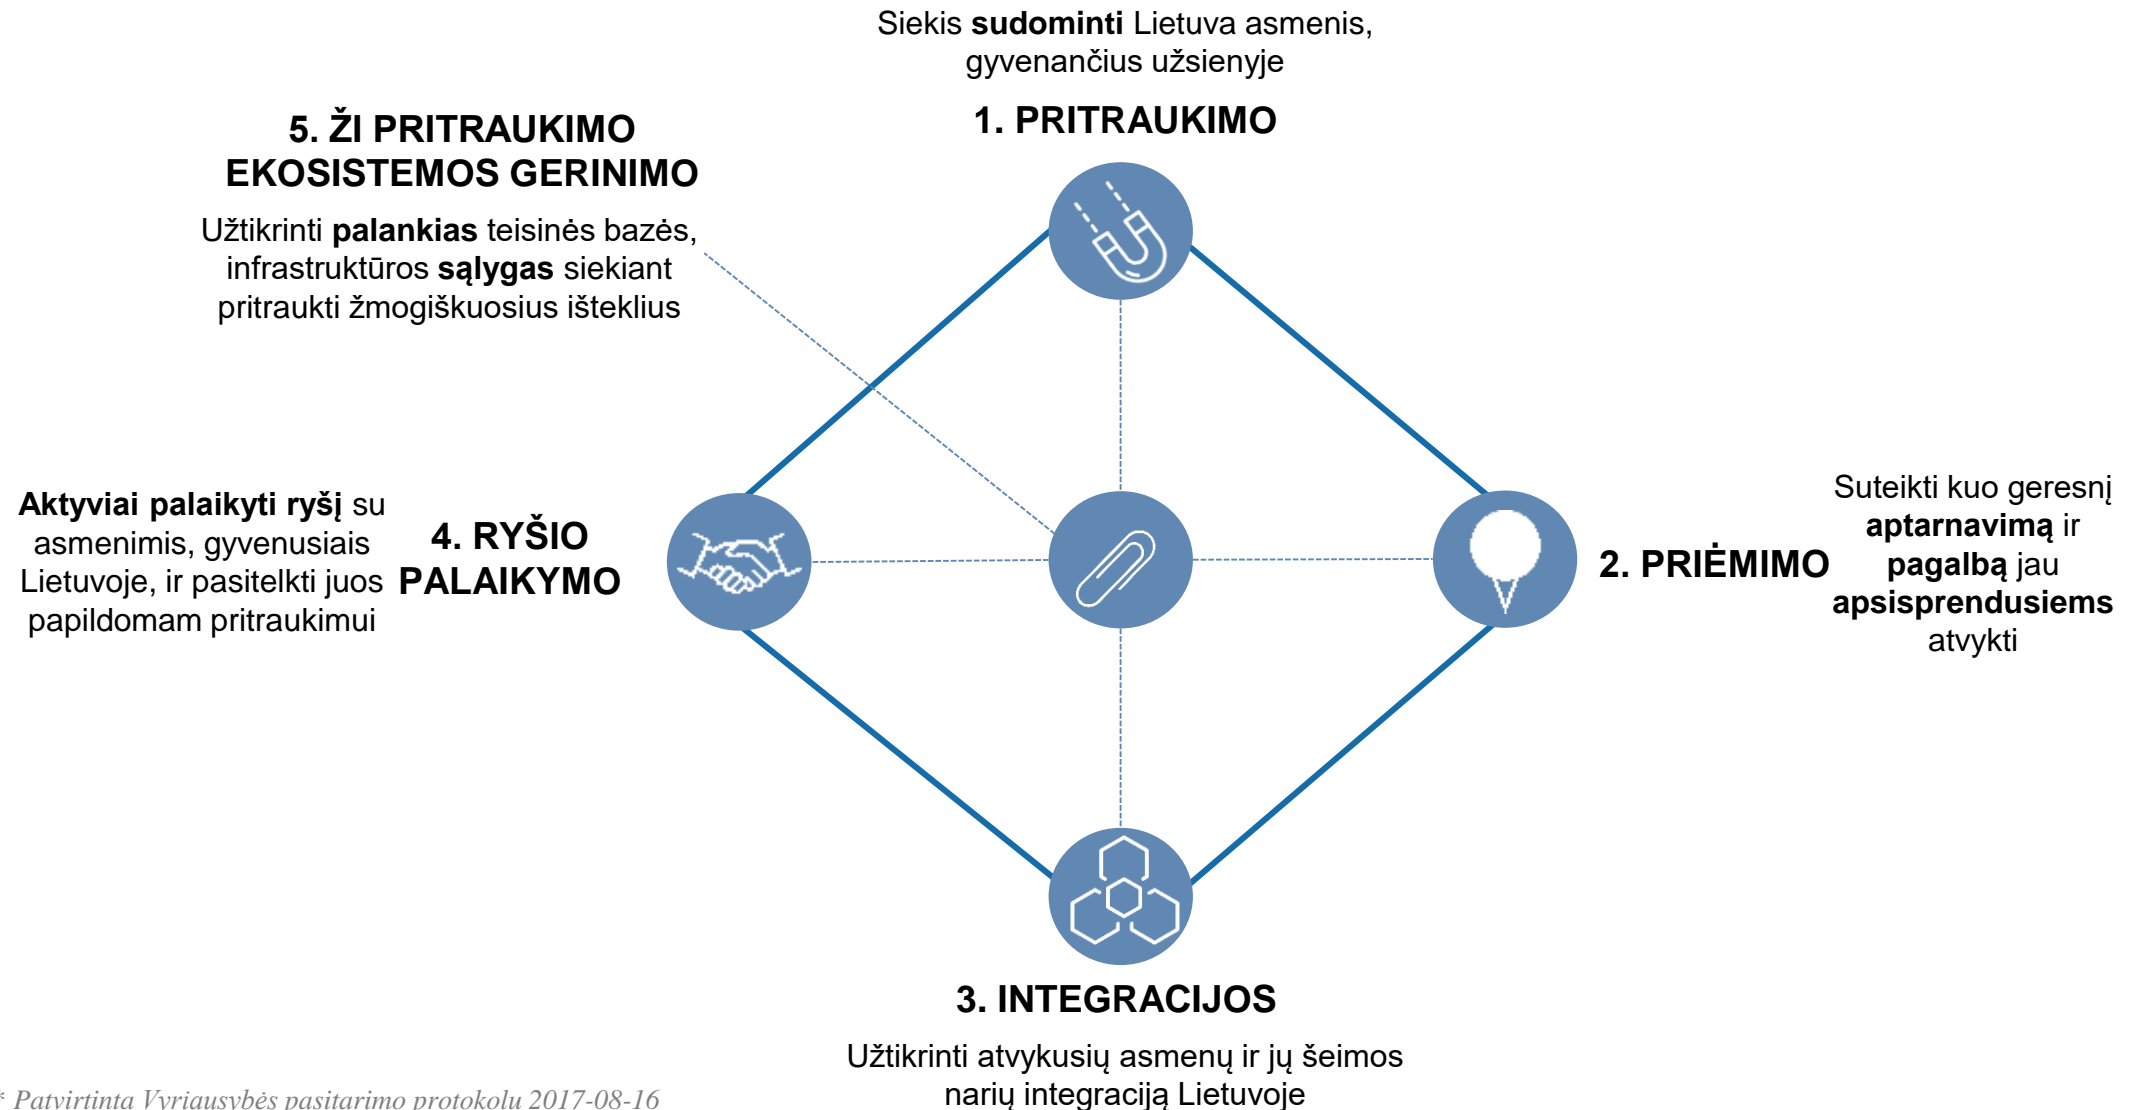 Siekis sudominti Lietuva asmenis,
gyvenančius užsienyje
1. PRITRAUKIMO
5. ŽI PRITRAUKIMO
EKOSISTEMOS GERINIMO
Užtikrinti palankias teisinės bazės,
infrastruktūros sąlygas siekiant
pritraukti žmogiškuosius išteklius
Aktyviai palaikyti ryšį su
asmenimis, gyvenusiais
Lietuvoje, ir pasitelkti juos
papildomam pritraukimui
4. RYŠIO
PALAIKYMO
2. PRIĖMIMO
Suteikti kuo geresnį
aptarnavimą ir
pagalbą jau
apsisprendusiems
atvykti
3. INTEGRACIJOS
Užtikrinti atvykusių asmenų ir jų šeimos
narių integraciją Lietuvoje
* Patvirtinta Vyriausybės pasitarimo protokolu 2017-08-16